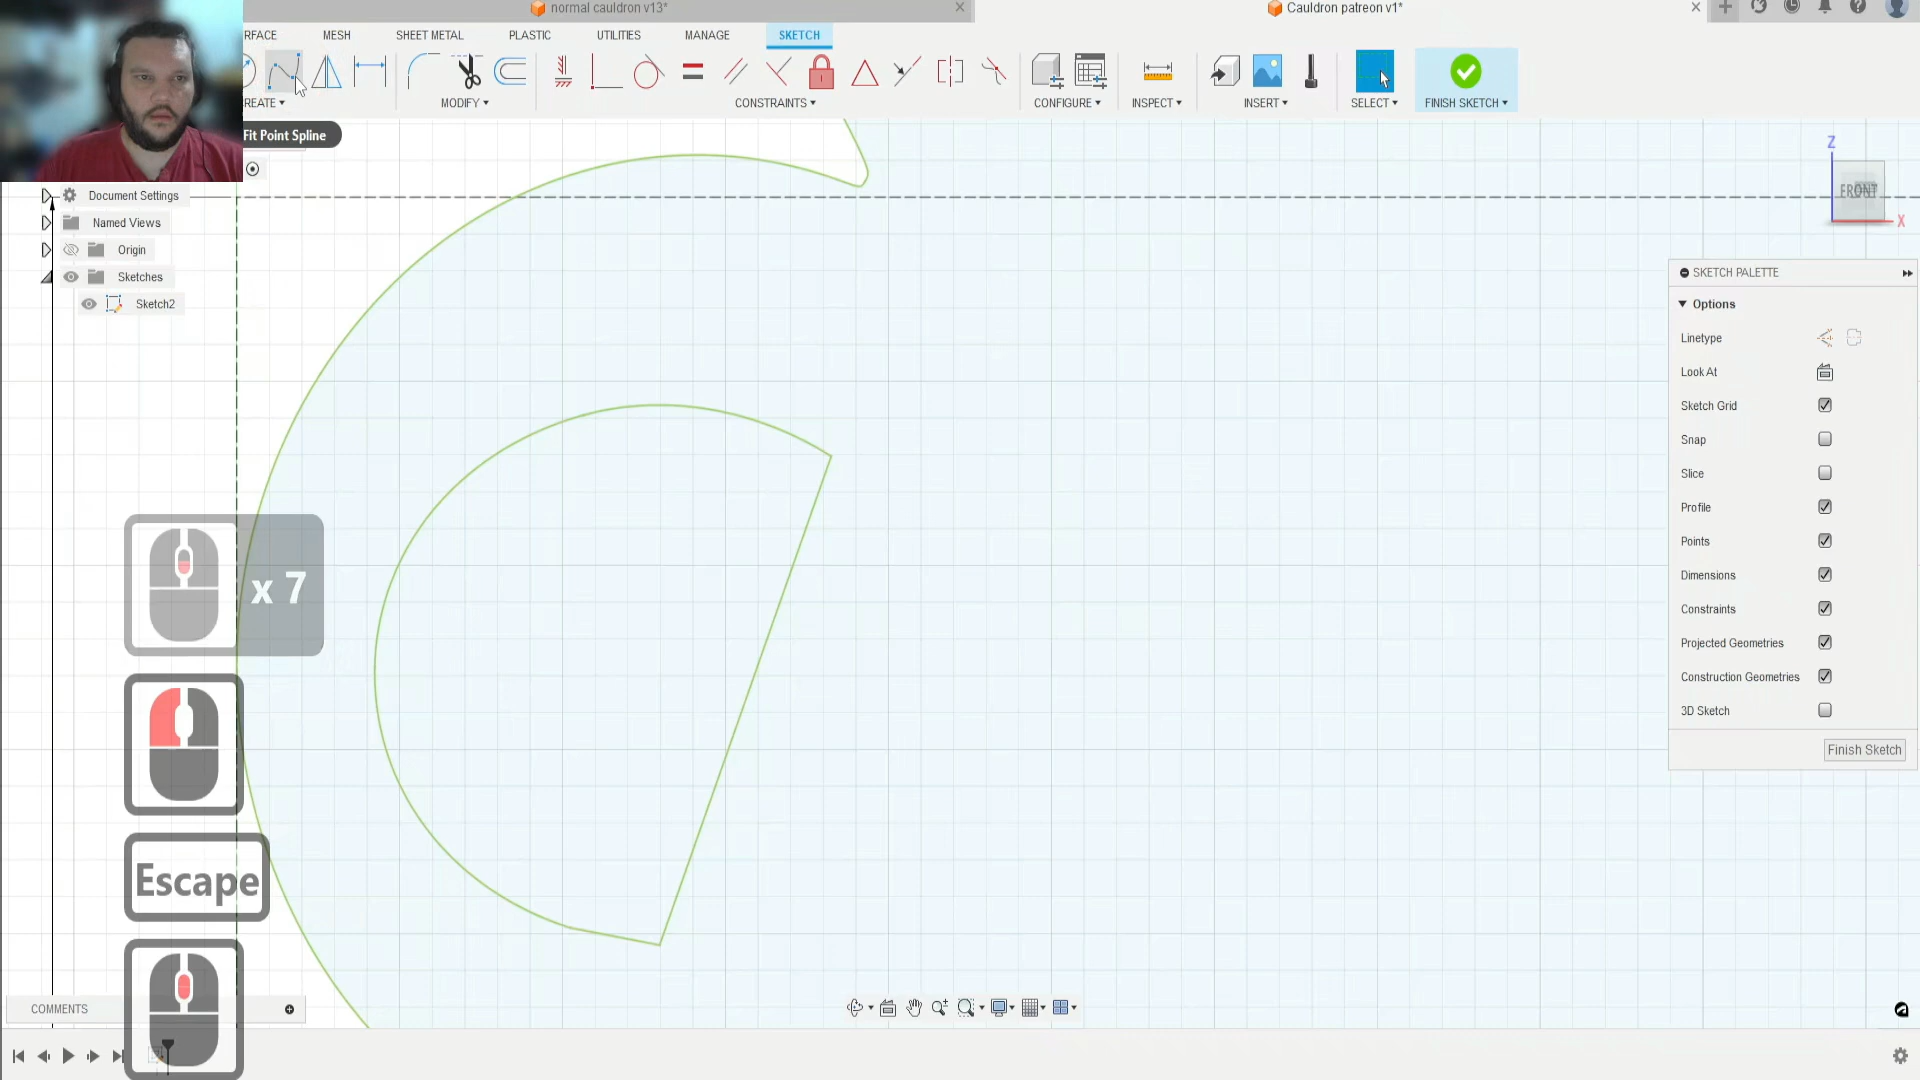 normal cauldron v13*
Cauldron patreon v1*
RFACE
MESH
SHEET METAL
PLASTIC
UTILITIES
MANAGE
SKETCH
REATE
MODIFY
CONSTRAINTS
CONFIGURE
INSPECT
INSERT
SELECT
FINISH SKETCH
Fit Point Spline
Document Settings
Named Views
Origin
Sketches
Sketch2
Z
FRONT
X
SKETCH PALETTE
Options
Linetype
Look At
Sketch Grid
Snap
Slice
Profile
Points
Dimensions
Constraints
Projected Geometries
Construction Geometries
3D Sketch
Finish Sketch
x 7
Escape
COMMENTS